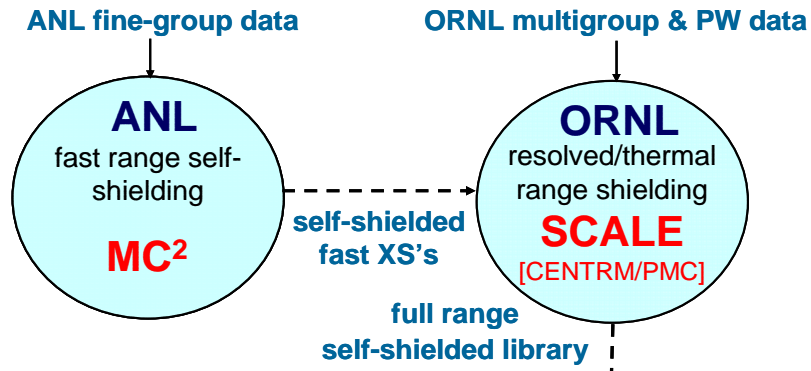 ANL fine-group data
ORNL multigroup & PW data
ANL
fast range self-
shielding
MC²
self-shielded
fast XS's
ORNL
resolved/thermal
range shielding
SCALE
[CENTRM/PMC]
full range
self-shielded library